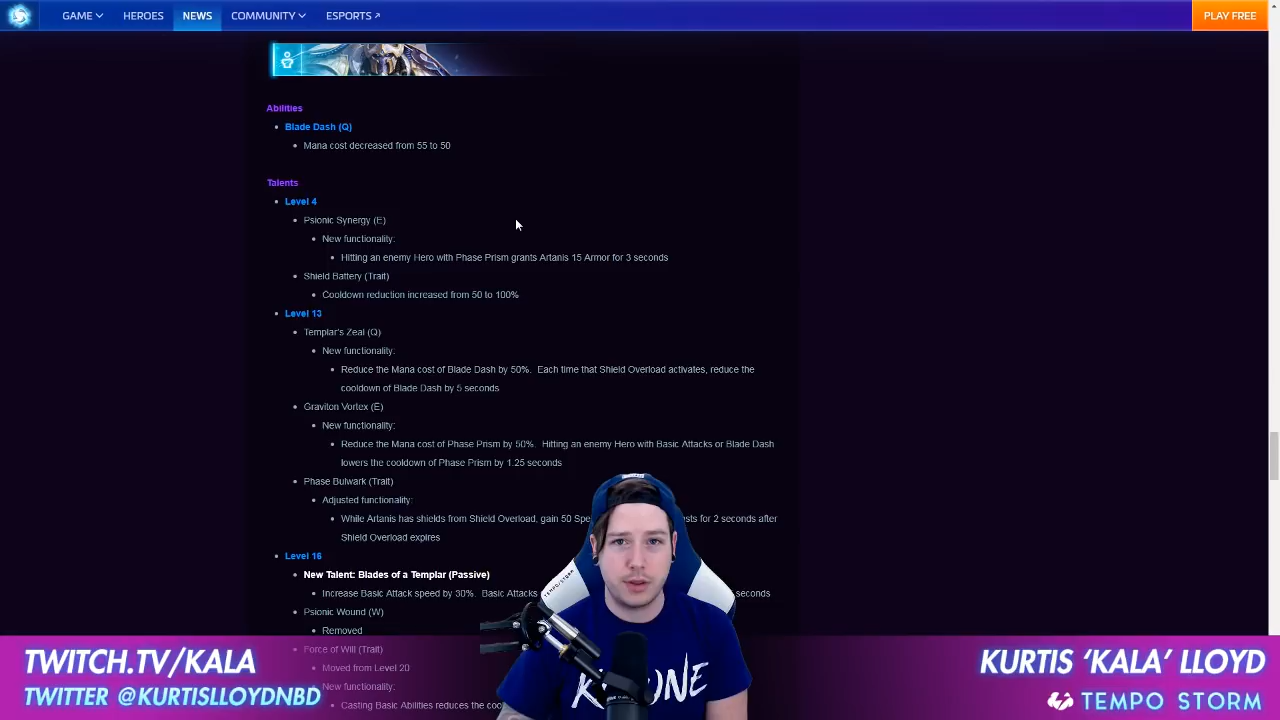 GAME HEROES NEWS COMMUNITY ESPORTS PLAY FREE
Abilities
Blade Dash (Q)
Mana cost decreased from 55 to 50
Talents
Level 4
Psionic Synergy (E)
New functionality:
Hitting an enemy Hero with Phase Prism grants Artanis 15 Armor for 3 seconds
Shield Battery (Trait)
Cooldown reduction increased from 50 to 100%
Level 13
Templar's Zeal (Q)
New functionality:
Reduce the Mana cost of Blade Dash by 50%. Each time that Shield Overload activates, reduce the
cooldown of Blade Dash by 5 seconds
Graviton Vortex (E)
New functionality:
Reduce the Mana cost of Phase Prism by 50%. Hitting an enemy Hero with Basic Attacks or Blade Dash
lowers the cooldown of Phase Prism by 1.25 seconds
Phase Bulwark (Trait)
Adjusted functionality:
While Artanis has shields from Shield Overload, gain 50 for 2 seconds after
Shield Overload expires
Level 16
New Talent: Blades of a Templar (Passive)
Increase Basic Attack speed by 30%. Basic Attacks seconds
Psionic Wound (W)
Removed
Force of Will (Trait)
Moved from Level 20
New functionality:
Casting Basic Abilities reduces the
TWITCH.TV/KALA
TWITTER @KURTISLLOYDNBD
KURTIS 'KALA' LLOYD
TEMPO STORM
TEMPO STORM